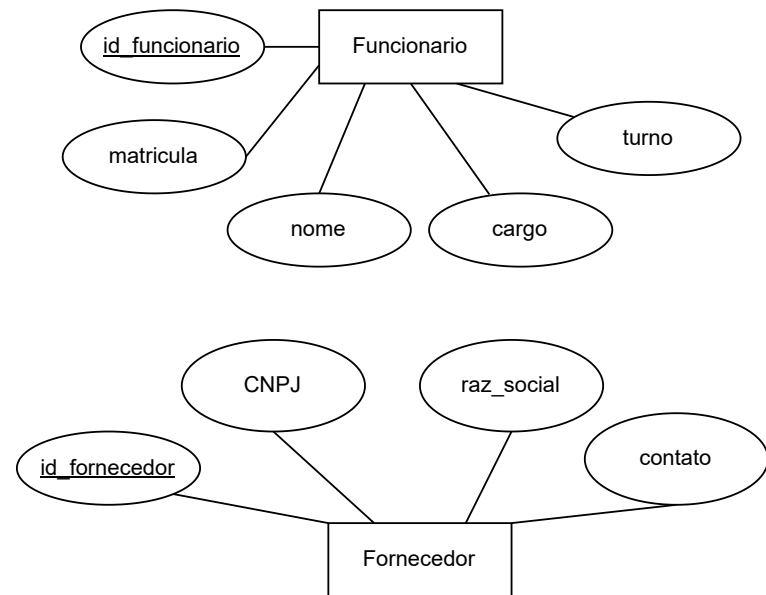 id_funcionario
Funcionario
matricula
turno
nome
cargo
CNPJ
raz_social
id_fornecedor
contato
Fornecedor